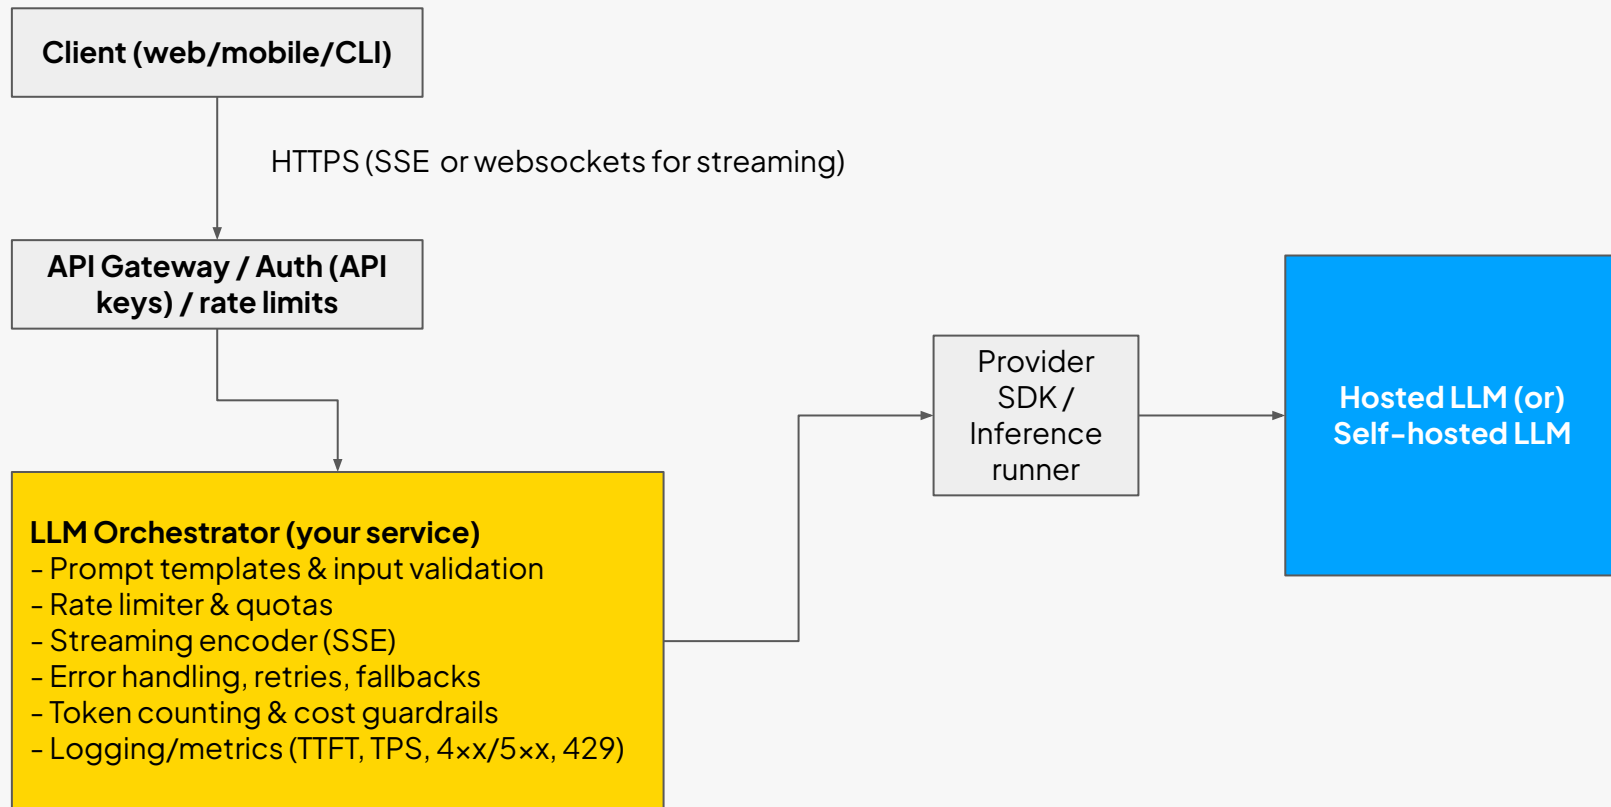 Client (web/mobile/CLI)
HTTPS (SSE or websockets for streaming)
API Gateway / Auth (API
keys) / rate limits
Provider
SDK /
Inference
runner
Hosted LLM (or)
Self-hosted LLM
LLM Orchestrator (your service)
- Prompt templates & input validation
- Rate limiter & quotas
- Streaming encoder (SSE)
- Error handling, retries, fallbacks
- Token counting & cost guardrails
- Logging/metrics (TTFT, TPS, 4×x/5×x, 429)